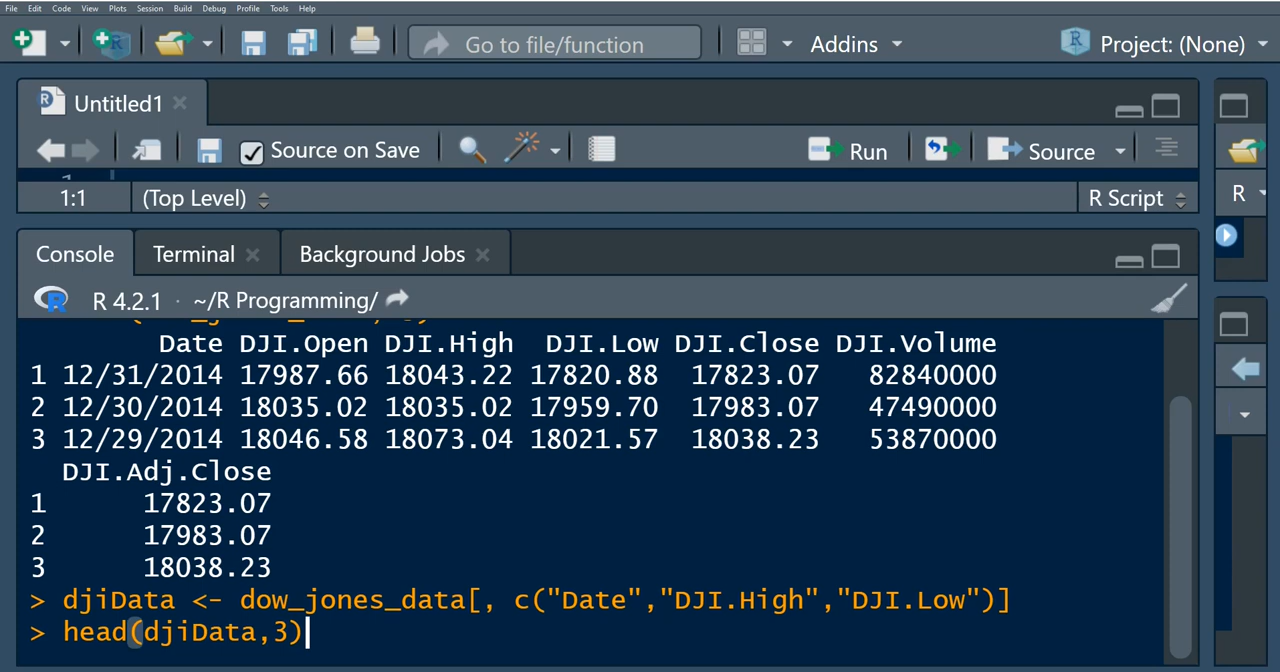 File Edit Code View Plots Session Build Debug Profile Tools Help
Go to file/function Addins Project: (None)
Untitled1
Source on Save Run Source
1:1 (Top Level) R Script
R
Console Terminal Background Jobs
R 4.2.1 · ~/R Programming/
Date DJI.Open DJI.High DJI.Low DJI.Close DJI.Volume
1 12/31/2014 17987.66 18043.22 17820.88 17823.07 82840000
2 12/30/2014 18035.02 18035.02 17959.70 17983.07 47490000
3 12/29/2014 18046.58 18073.04 18021.57 18038.23 53870000
DJI.Adj.Close
1 17823.07
2 17983.07
3 18038.23
> djiData <- dow_jones_data[, c("Date","DJI.High","DJI.Low")]
> head(djiData,3)